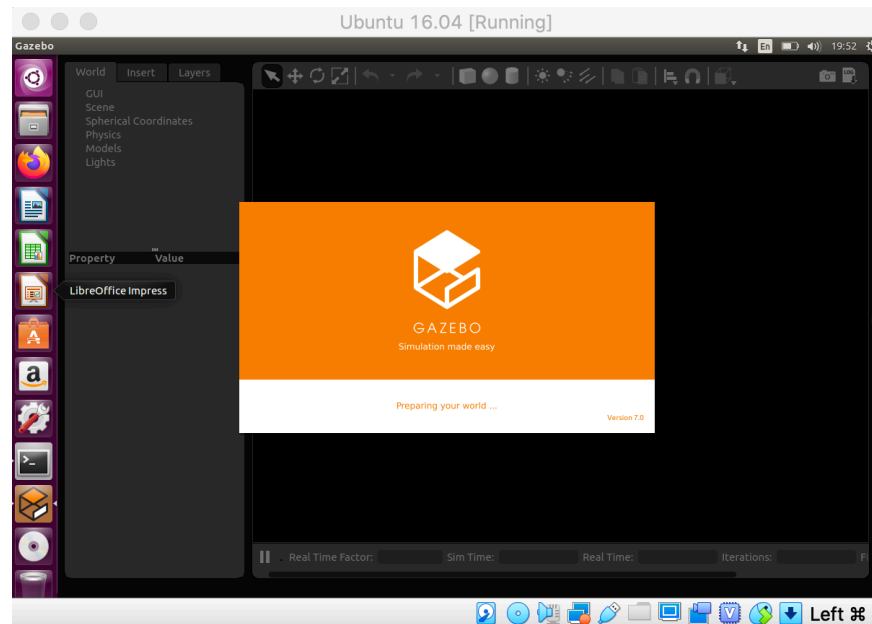 Ubuntu 16.04 [Running]
Gazebo
En
19:52
World Insert Layers
GUI
Scene
Spherical Coordinates
Physics
Models
Lights
Property Value
LibreOffice Impress
GAZEBO
Simulation made easy
Preparing your world ...
Version 7.0
Real Time Factor: Sim Time: Real Time: Iterations:
Left ⌘